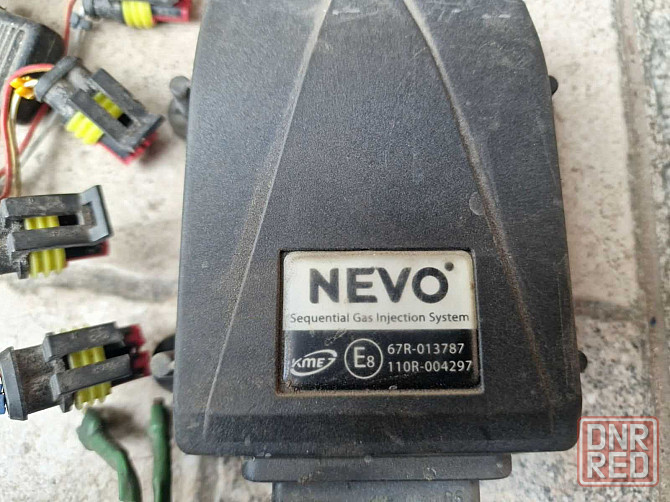 NEVO
Sequential Gas Injection System
KME
E8
67R-013787
110R-004297
DNR
RED